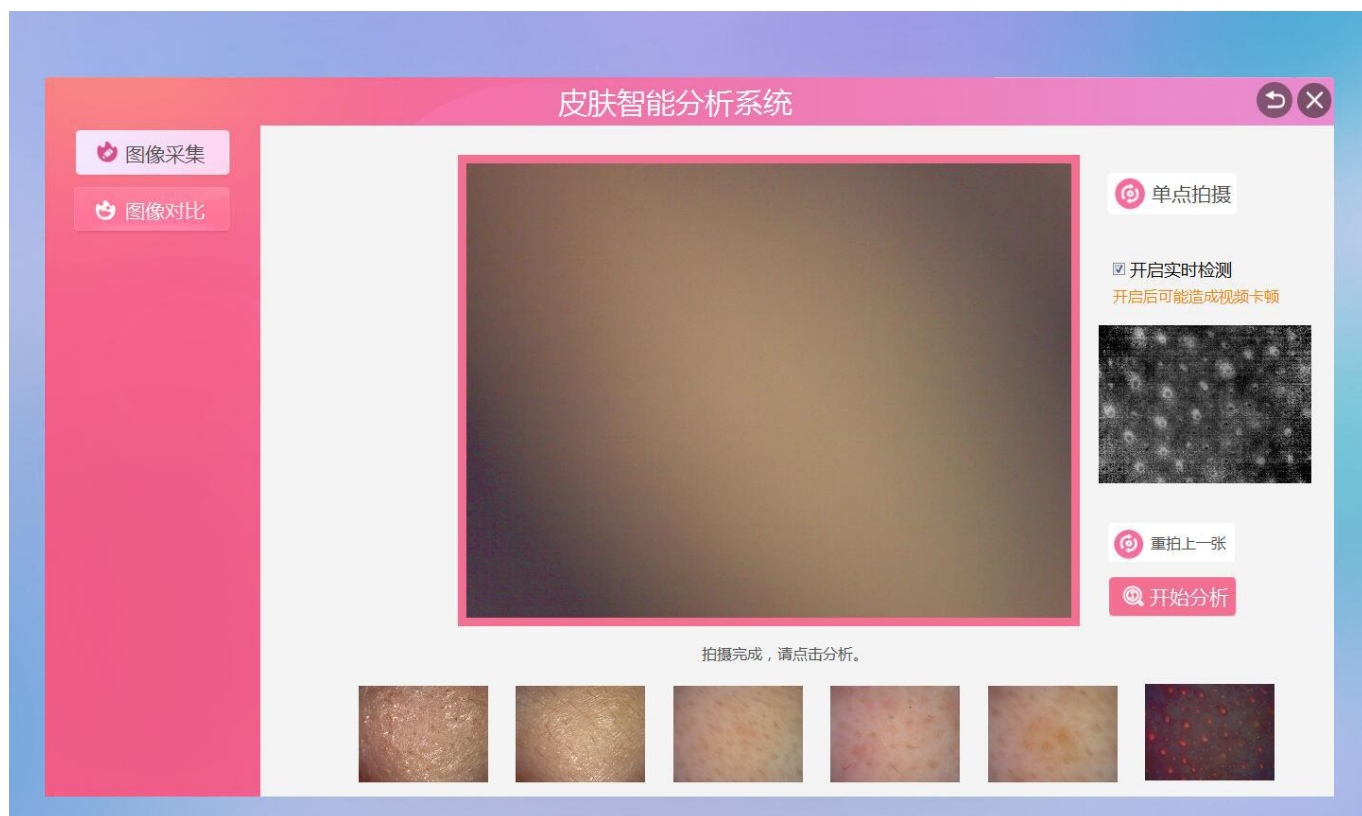 皮肤智能分析系统
图像采集
图像对比
单点拍摄
开启实时检测
开启后可能造成视频卡顿
重拍上一张
开始分析
拍摄完成，请点击分析。